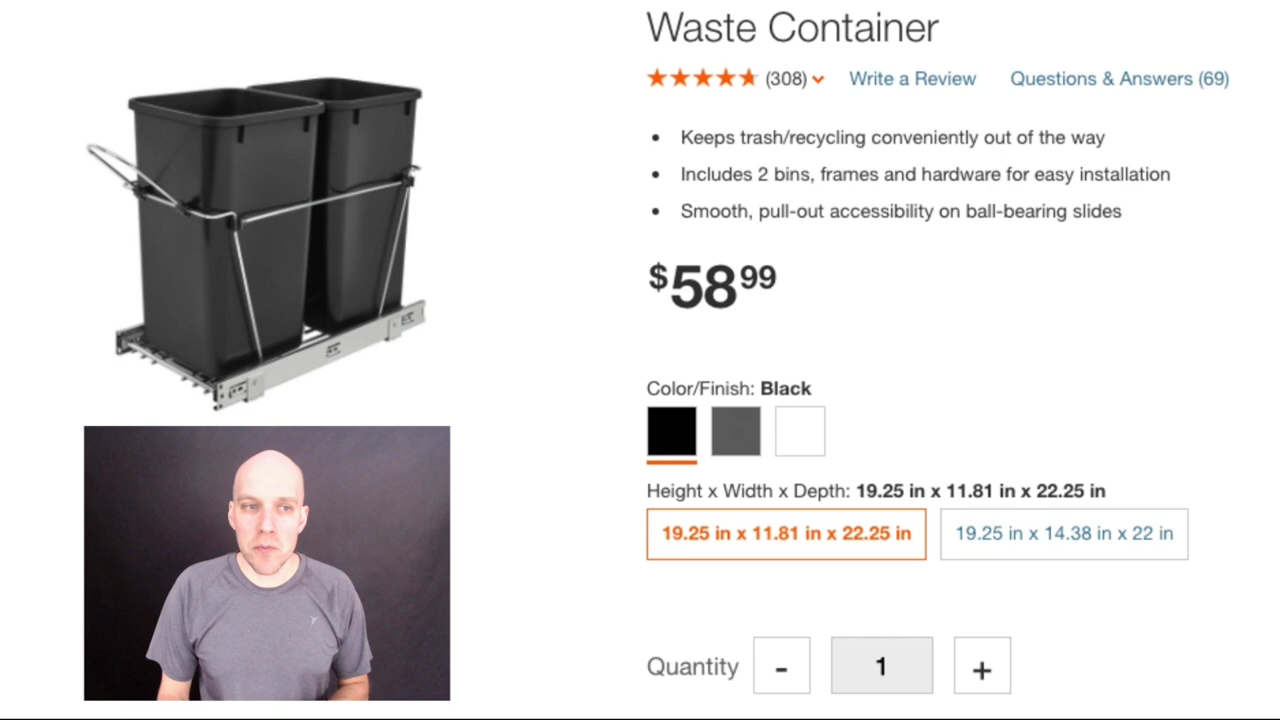 Waste Container
(308)
Write a Review
Questions & Answers (69)
• Keeps trash/recycling conveniently out of the way
• Includes 2 bins, frames and hardware for easy installation
• Smooth, pull-out accessibility on ball-bearing slides
$58 99
Color/Finish: Black
Height x Width x Depth: 19.25 in x 11.81 in x 22.25 in
19.25 in x 11.81 in x 22.25 in
19.25 in x 14.38 in x 22 in
Quantity - 1 +